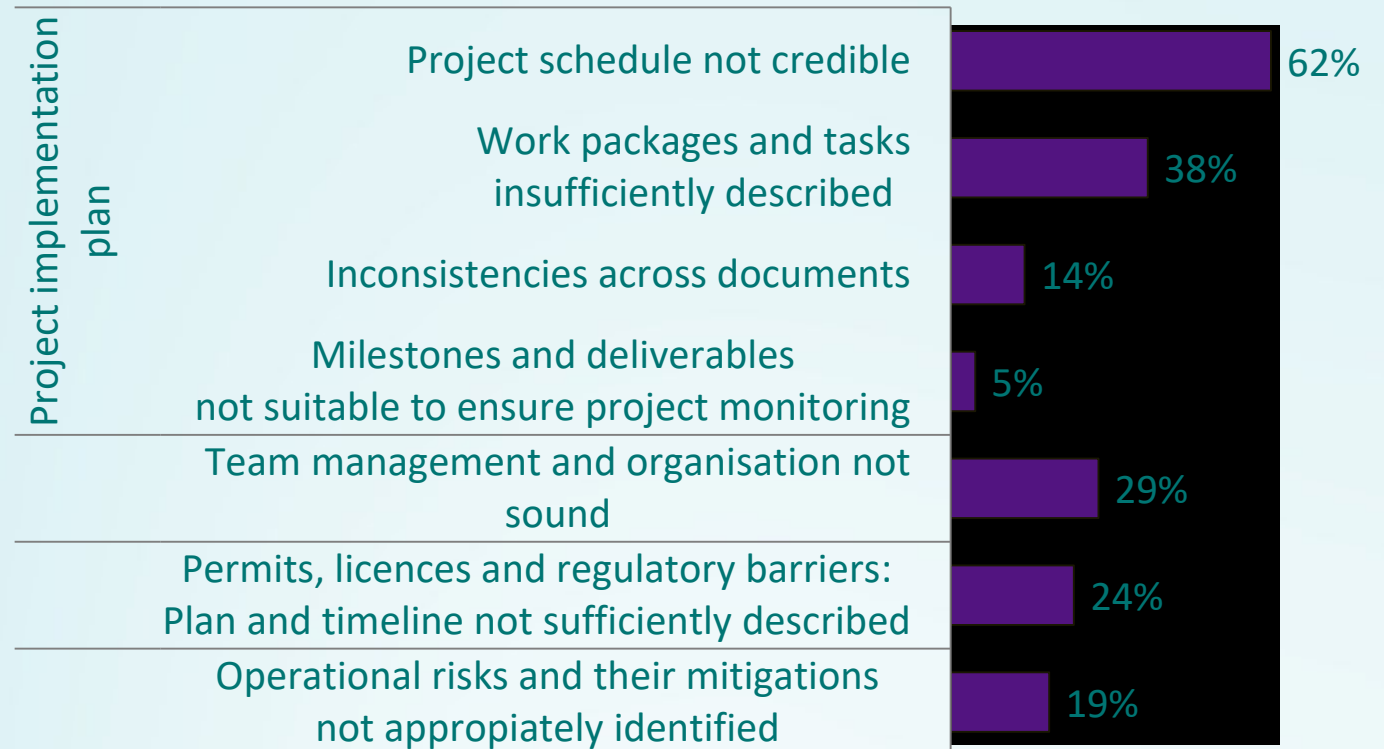 Project implementation
plan
Project schedule not credible
62%
Work packages and tasks
insufficiently described
38%
Inconsistencies across documents
14%
Milestones and deliverables
not suitable to ensure project monitoring
5%
Team management and organisation not
sound
29%
Permits, licences and regulatory barriers:
Plan and timeline not sufficiently described
24%
Operational risks and their mitigations
not appropiately identified
19%